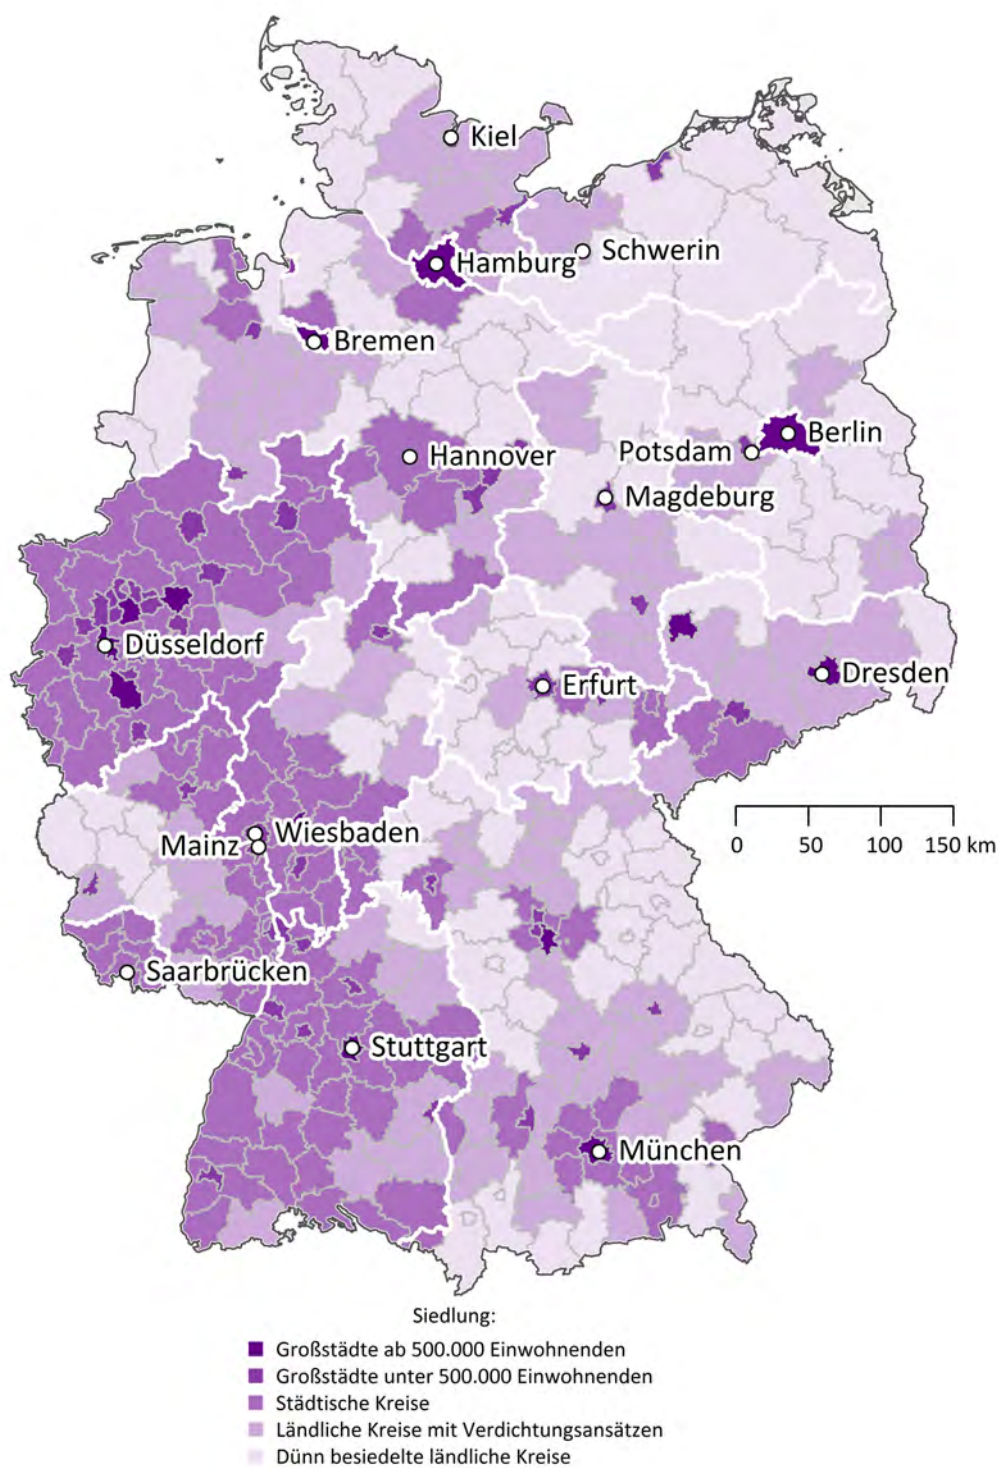 Kiel
Schwerin
Hamburg
Bremen
Berlin
Hannover
Potsdam
Magdeburg
Düsseldorf
Dresden
Erfurt
0 50 100 150 km
Wiesbaden
Mainz
Saarbrücken
Stuttgart
München
Siedlung:
Großstädte ab 500.000 Einwohnenden
Großstädte unter 500.000 Einwohnenden
Städtische Kreise
Ländliche Kreise mit Verdichtungsansätzen
Dünn besiedelte ländliche Kreise